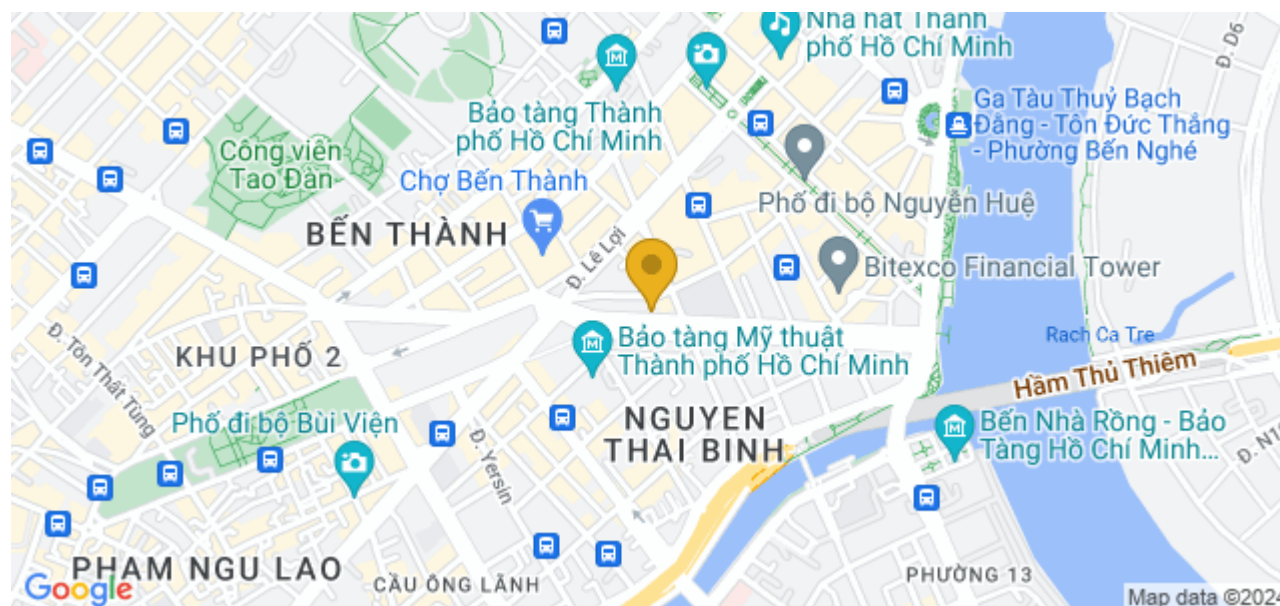 Nhà hát Thành
phố Hồ Chí Minh
Đ. D6
Bảo tàng Thành
phố Hồ Chí Minh
Ga Tàu Thuỷ Bạch
Đằng - Tôn Đức Thắng
- Phường Bến Nghé
Công viên
Tao Đàn
Chợ Bến Thành
Phố đi bộ Nguyễn Huệ
BẾN THÀNH
Đ. Lê Lợi
Bitexco Financial Tower
Đ. Tôn Thất Tùng
KHU PHỐ 2
Bảo tàng Mỹ thuật
Thành phố Hồ Chí Minh
Rach Ca Tre
Hầm Thủ Thiêm
Phố đi bộ Bùi Viện
NGUYEN
THAI BINH
Bến Nhà Rồng - Bảo
Tàng Hồ Chí Minh...
Đ. Yersin
PHAM NGU LAO
CẦU ÔNG LÃNH
PHƯỜNG 13
Google
Map data ©2024